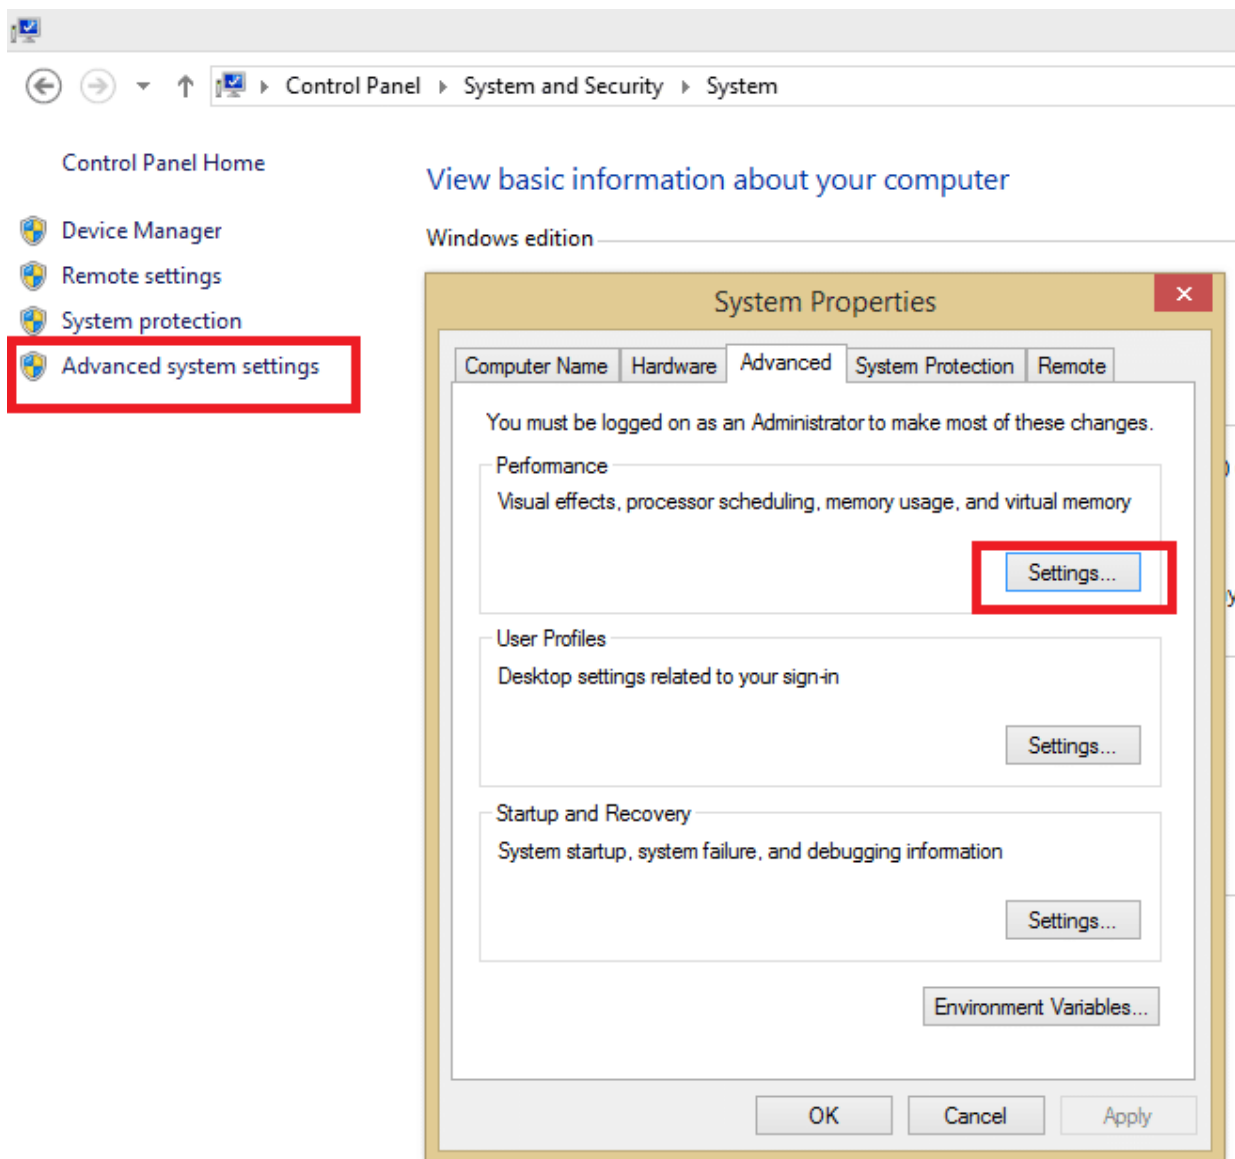 Control Panel System and Security System
Control Panel Home
View basic information about your computer
Device Manager
Windows edition
Remote settings
System protection
Advanced system settings
System Properties
Computer Name Hardware Advanced System Protection Remote
You must be logged on as an Administrator to make most of these changes.
Performance
Visual effects, processor scheduling, memory usage, and virtual memory
Settings...
User Profiles
Desktop settings related to your sign-in
Settings...
Startup and Recovery
System startup, system failure, and debugging information
Settings...
Environment Variables...
OK Cancel Apply